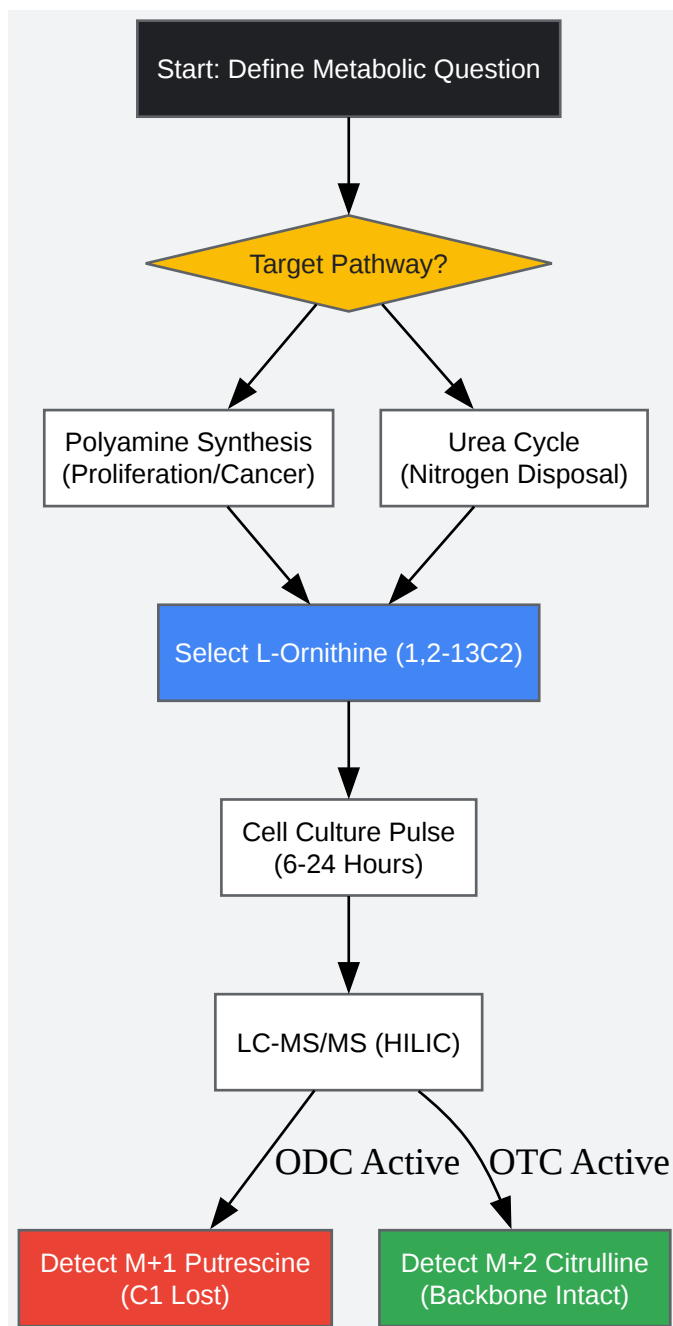 Start: Define Metabolic Question
Target Pathway?
Polyamine Synthesis
(Proliferation/Cancer)
Urea Cycle
(Nitrogen Disposal)
Select L-Ornithine (1,2-13C2)
Cell Culture Pulse
(6-24 Hours)
LC-MS/MS (HILIC)
ODC Active
OTC Active
Detect M+1 Putrescine
(C1 Lost)
Detect M+2 Citrulline
(Backbone Intact)